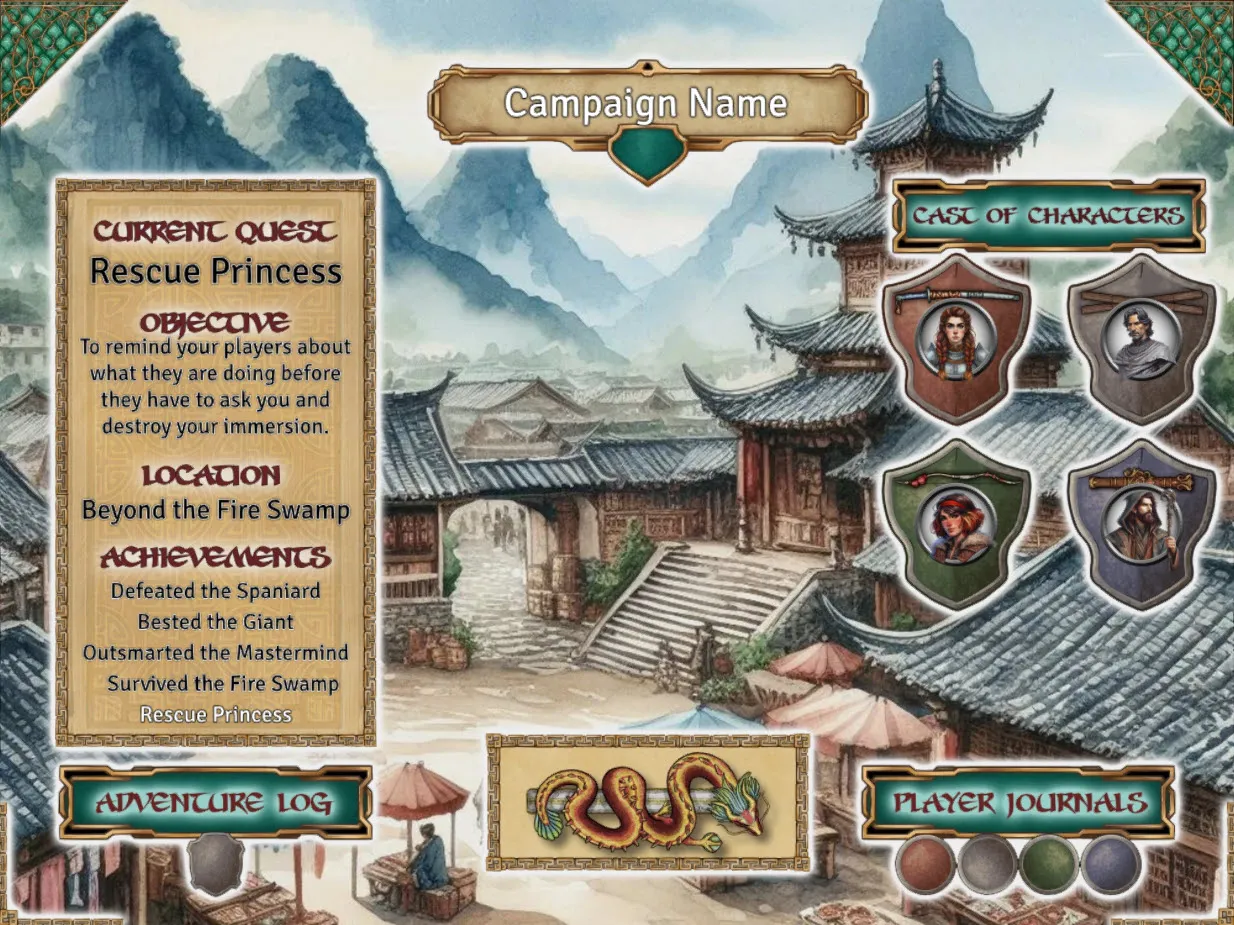 Campaign Name
CURRENT QUEST
Rescue Princess
OBJECTIVE
To remind your players about
what they are doing before
they have to ask you and
destroy your immersion.
LOCATION
Beyond the Fire Swamp
ACHIEVEMENTS
Defeated the Spaniard
Bested the Giant
Outsmarted the Mastermind
Survived the Fire Swamp
Rescue Princess
CAST OF CHARACTERS
ADVENTURE LOG
PLAYER JOURNALS